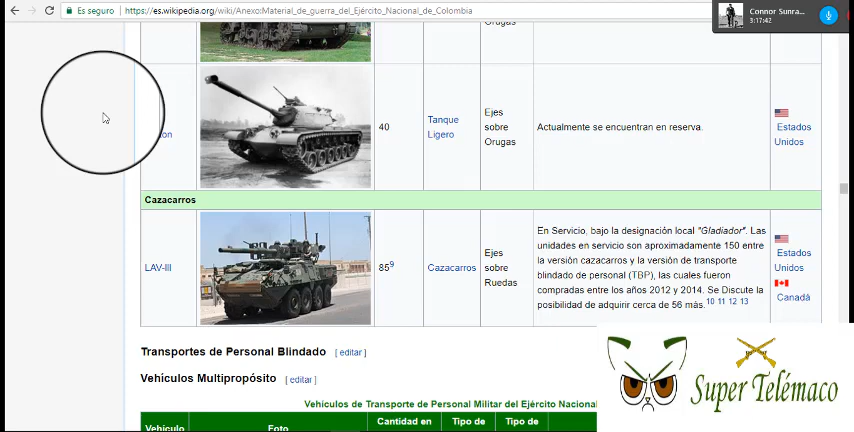 Es seguro
https://es.wikipedia.org/wiki/Anexo:Material_de_guerra_del_Ejército_Nacional_de_Colombia
Connor Sunra...
3:17:42
40
Tanque
Ligero
Ejes
sobre
Orugas
Actualmente se encuentran en reserva.
Estados
Unidos
Cazacarros
LAV-III
85⁹
Cazacarros
Ejes
sobre
Ruedas
En Servicio, bajo la designación local "Gladiador". Las
unidades en servicio son aproximadamente 150 entre
la versión cazacarros y la versión de transporte
blindado de personal (TBP), las cuales fueron
compradas entre los años 2012 y 2014. Se Discute la
posibilidad de adquirir cerca de 56 más.¹⁰ ¹¹ ¹² ¹³
Estados
Unidos
Canadá
Transportes de Personal Blindado [editar]
Vehículos Multipropósito [editar]
Super Telémaco
Vehículos de Transporte de Personal Militar del Ejército Nacional
Vehículo
Foto
Cantidad en
Tipo de
Tipo de